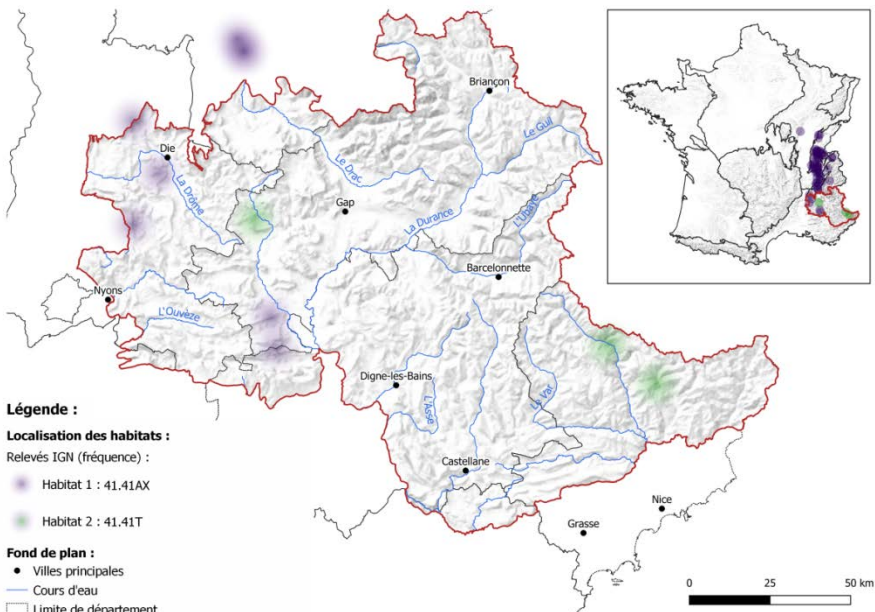 Briançon
Le Guil
Die
Le Drac
La Drôme
Gap
La Durance
L'Ubaye
Barcelonnette
Nyons
L'Ouvèze
Digne-les-Bains
L'Asse
Le Var
Castellane
Nice
Grasse
Légende :
Localisation des habitats :
Relevés IGN (fréquence) :
Habitat 1 : 41.41AX
Habitat 2 : 41.41T
Fond de plan :
Villes principales
Cours d'eau
Limite de département
0 25 50 km